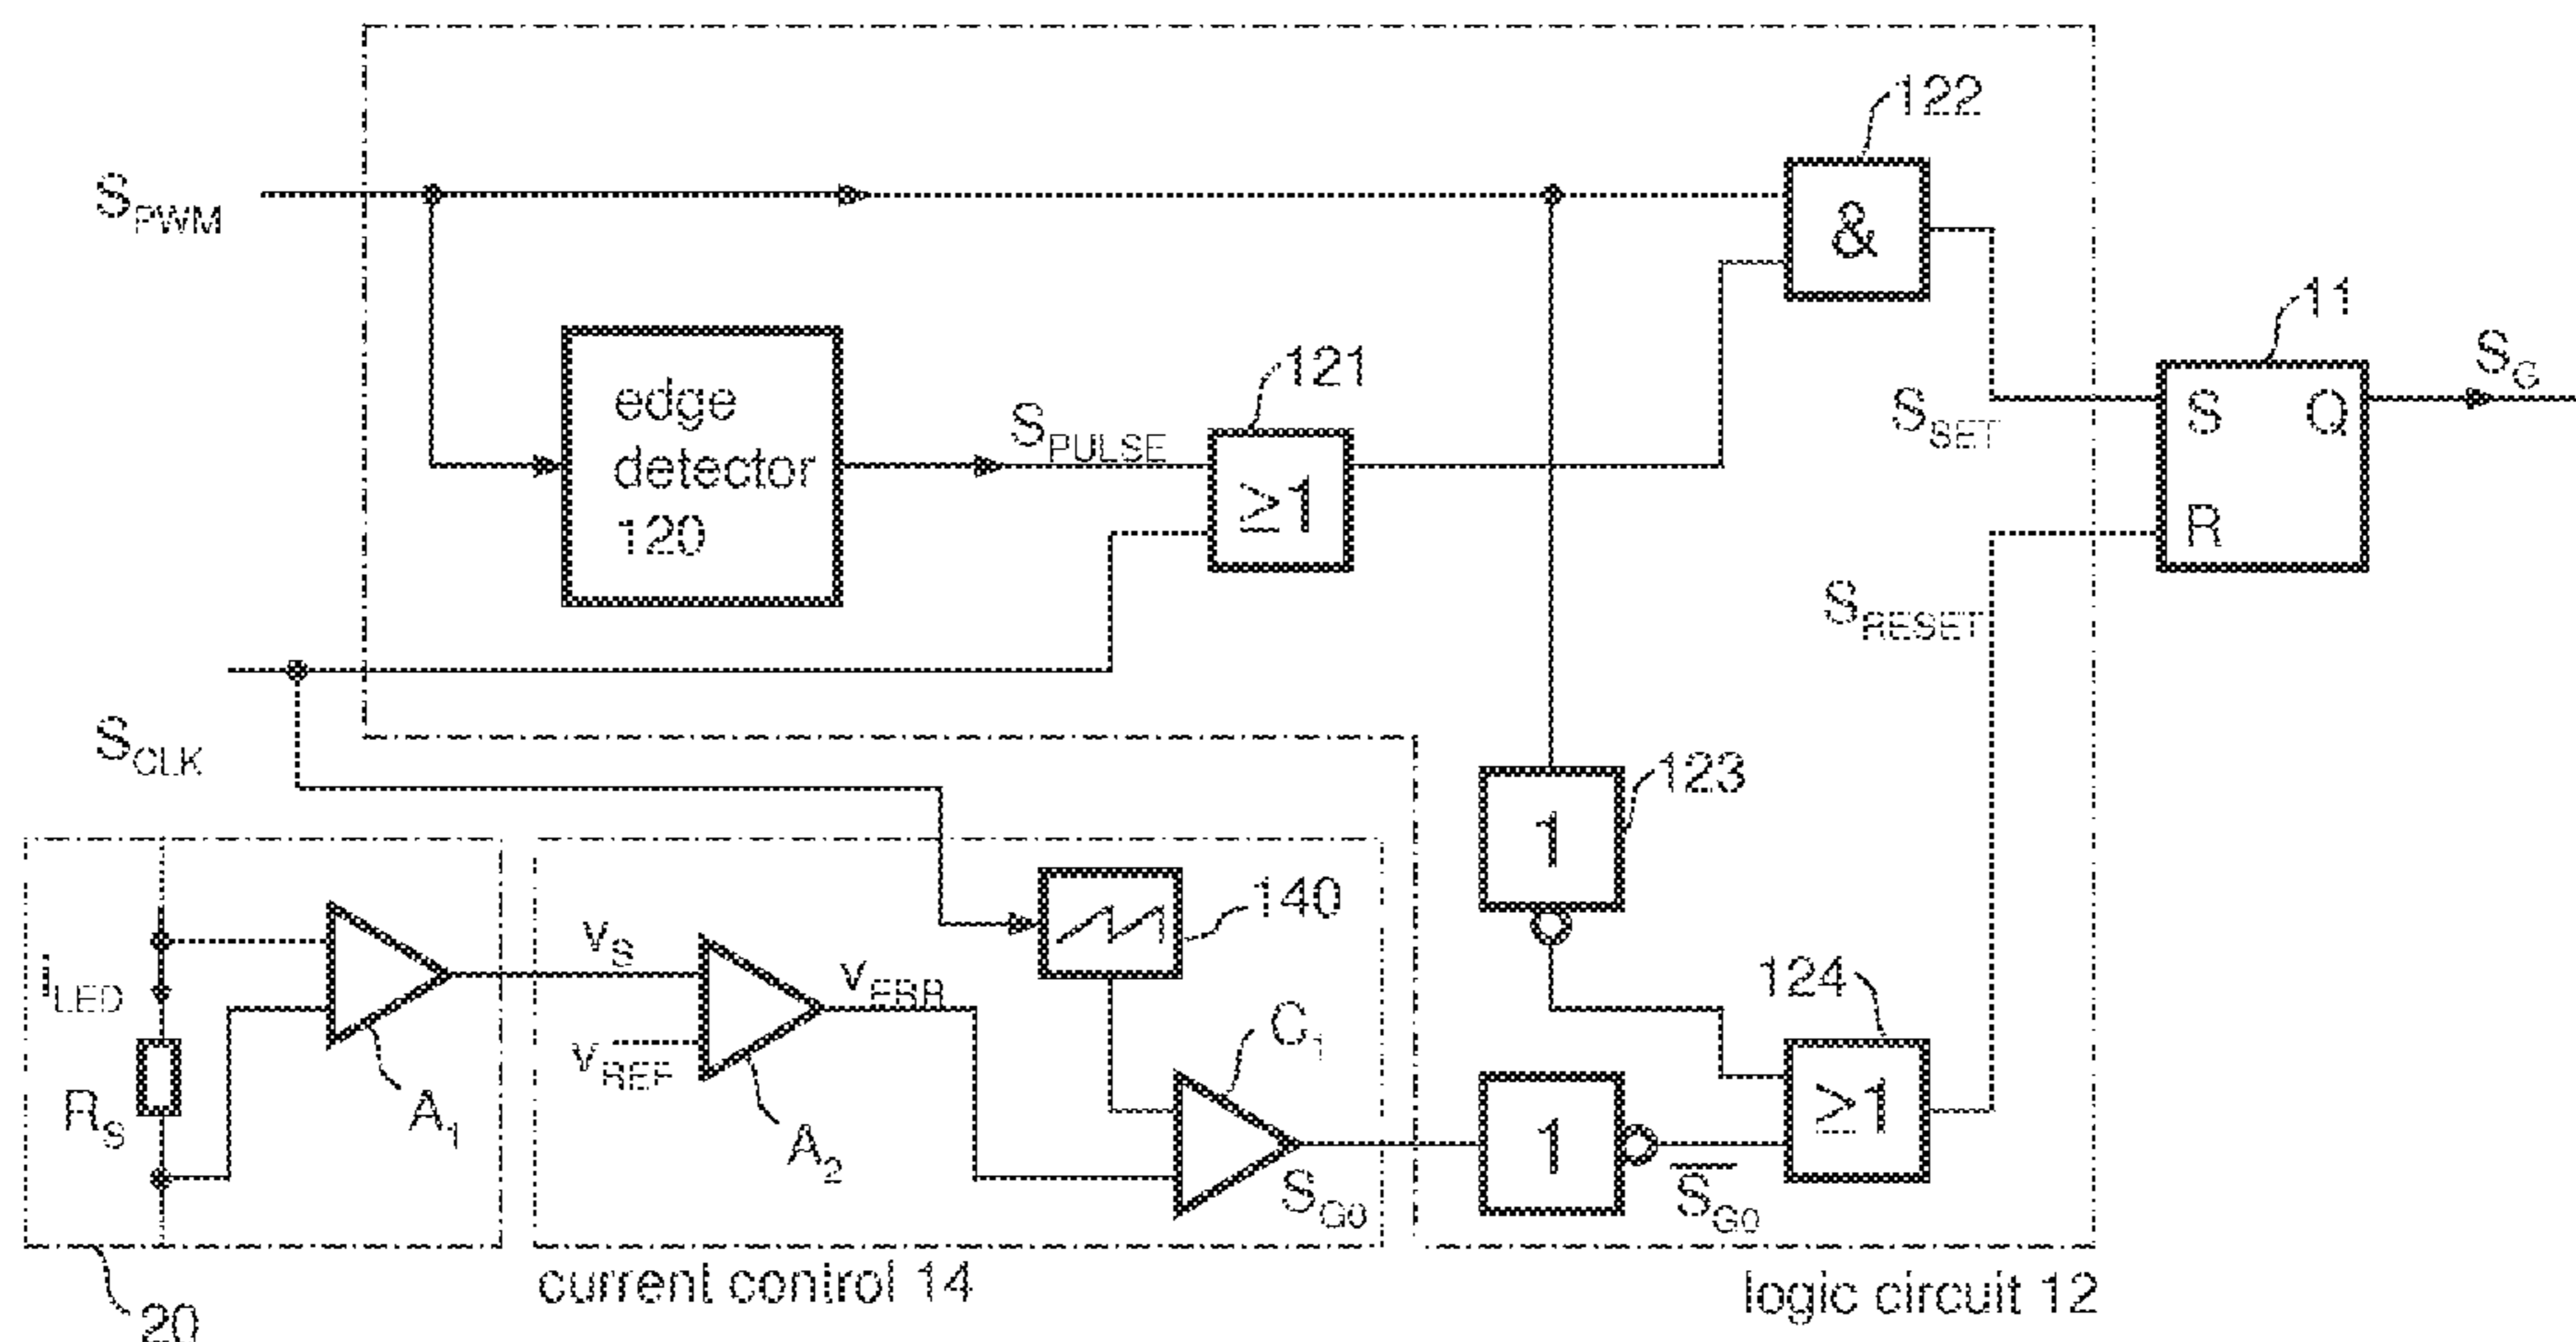 122
S_PWM
&
11
121
S_G
edge
detector
120
S_PULSE
≥1
S_SET
S Q
R
S_RESET
S_CLK
123
1
140
v_S
i_LED
v_ERR
124
C_1
v_REF
R_S
A_1
A_2
1
≥1
S_G0
S̅_G0
current control 14
logic circuit 12
20